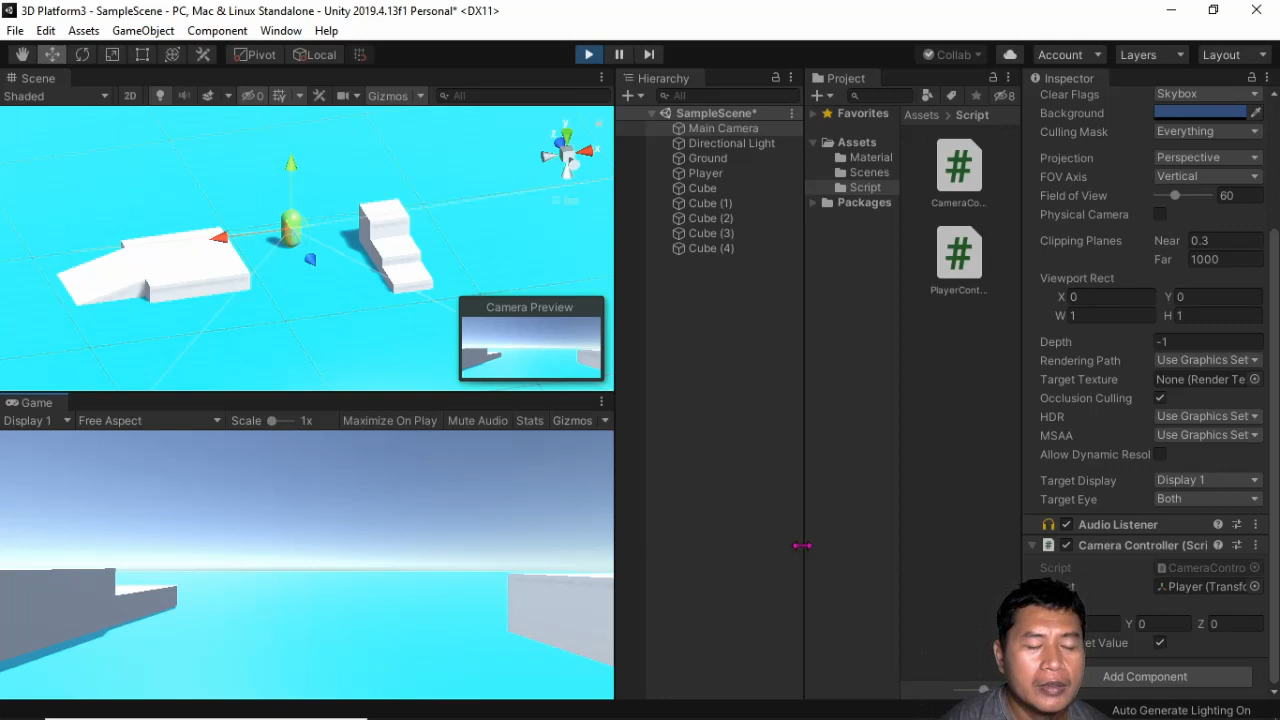 3D Platform3 - SampleScene - PC, Mac & Linux Standalone - Unity 2019.4.13f1 Personal* <DX11>
File Edit Assets GameObject Component Window Help
Pivot Local Collab Account Layers Layout
Scene
Shaded 2D 0 Gizmos All
y
x
Camera Preview
Game
Display 1 Free Aspect Scale 1x Maximize On Play Mute Audio Stats Gizmos
Hierarchy
All
SampleScene*
Main Camera
Directional Light
Ground
Player
Cube
Cube (1)
Cube (2)
Cube (3)
Cube (4)
Project
8
Favorites
Assets
Material
Scenes
Script
Packages
Assets > Script
CameraCo...
PlayerCont...
Inspector
Clear Flags Skybox
Background
Culling Mask Everything
Projection Perspective
FOV Axis Vertical
Field of View 60
Physical Camera
Clipping Planes Near 0.3
Far 1000
Viewport Rect
X 0 Y 0
W 1 H 1
Depth -1
Rendering Path Use Graphics Set
Target Texture None (Render Te
Occlusion Culling
HDR Use Graphics Set
MSAA Use Graphics Set
Allow Dynamic Resol
Target Display Display 1
Target Eye Both
Audio Listener
Camera Controller (Scri
Script CameraContro
Player (Transfo
Y 0 Z 0
Value
Add Component
Auto Generate Lighting On